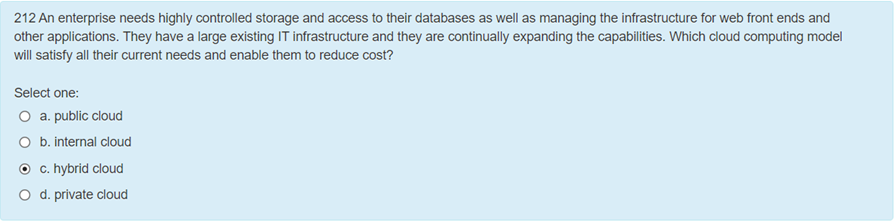 212 An enterprise needs highly controlled storage and access to their databases as well as managing the infrastructure for web front ends and
other applications. They have a large existing IT infrastructure and they are continually expanding the capabilities. Which cloud computing model
will satisfy all their current needs and enable them to reduce cost?
Select one:
a. public cloud
b. internal cloud
c. hybrid cloud
d. private cloud